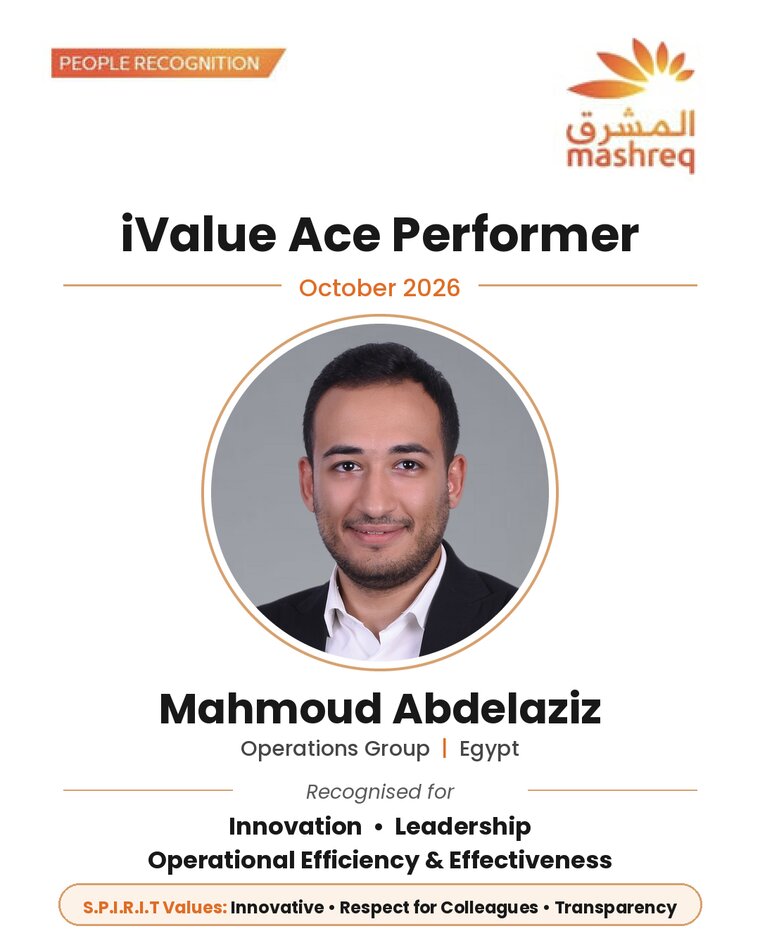 PEOPLE RECOGNITION
المشرق
mashreq
iValue Ace Performer
October 2026
Mahmoud Abdelaziz
Operations Group | Egypt
Recognised for
Innovation • Leadership
Operational Efficiency & Effectiveness
S.P.I.R.I.T Values: Innovative • Respect for Colleagues • Transparency